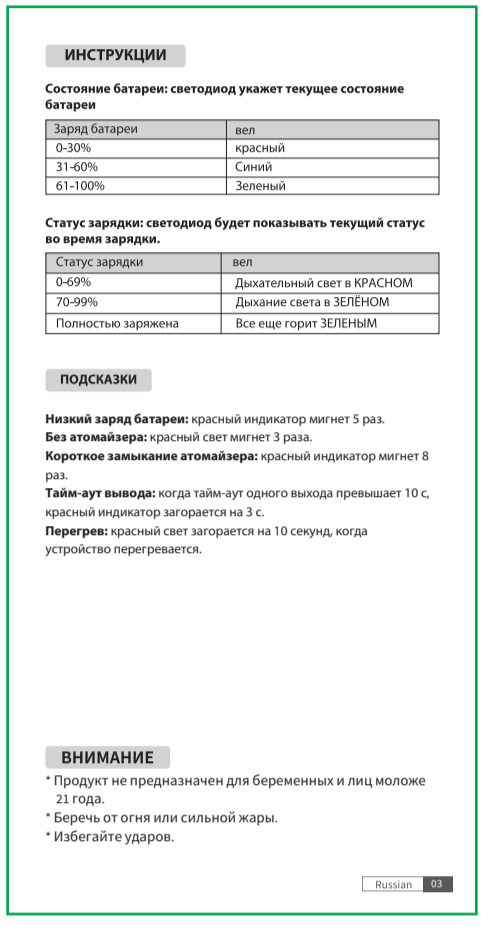 ИНСТРУКЦИИ
Состояние батареи: светодиод укажет текущее состояние
батареи
Заряд батареи вел
0-30% красный
31-60% Синий
61-100% Зеленый
Статус зарядки: светодиод будет показывать текущий статус
во время зарядки.
Статус зарядки вел
0-69% Дыхательный свет в КРАСНОМ
70-99% Дыхание света в ЗЕЛЁНОМ
Полностью заряжена Все еще горит ЗЕЛЕНЫМ
ПОДСКАЗКИ
Низкий заряд батареи: красный индикатор мигнет 5 раз.
Без атомайзера: красный свет мигнет 3 раза.
Короткое замыкание атомайзера: красный индикатор мигнет 8
раз.
Тайм-аут вывода: когда тайм-аут одного выхода превышает 10 с,
красный индикатор загорается на 3 с.
Перегрев: красный свет загорается на 10 секунд, когда
устройство перегревается.
ВНИМАНИЕ
* Продукт не предназначен для беременных и лиц моложе
21 года.
* Беречь от огня или сильной жары.
* Избегайте ударов.
Russian 03